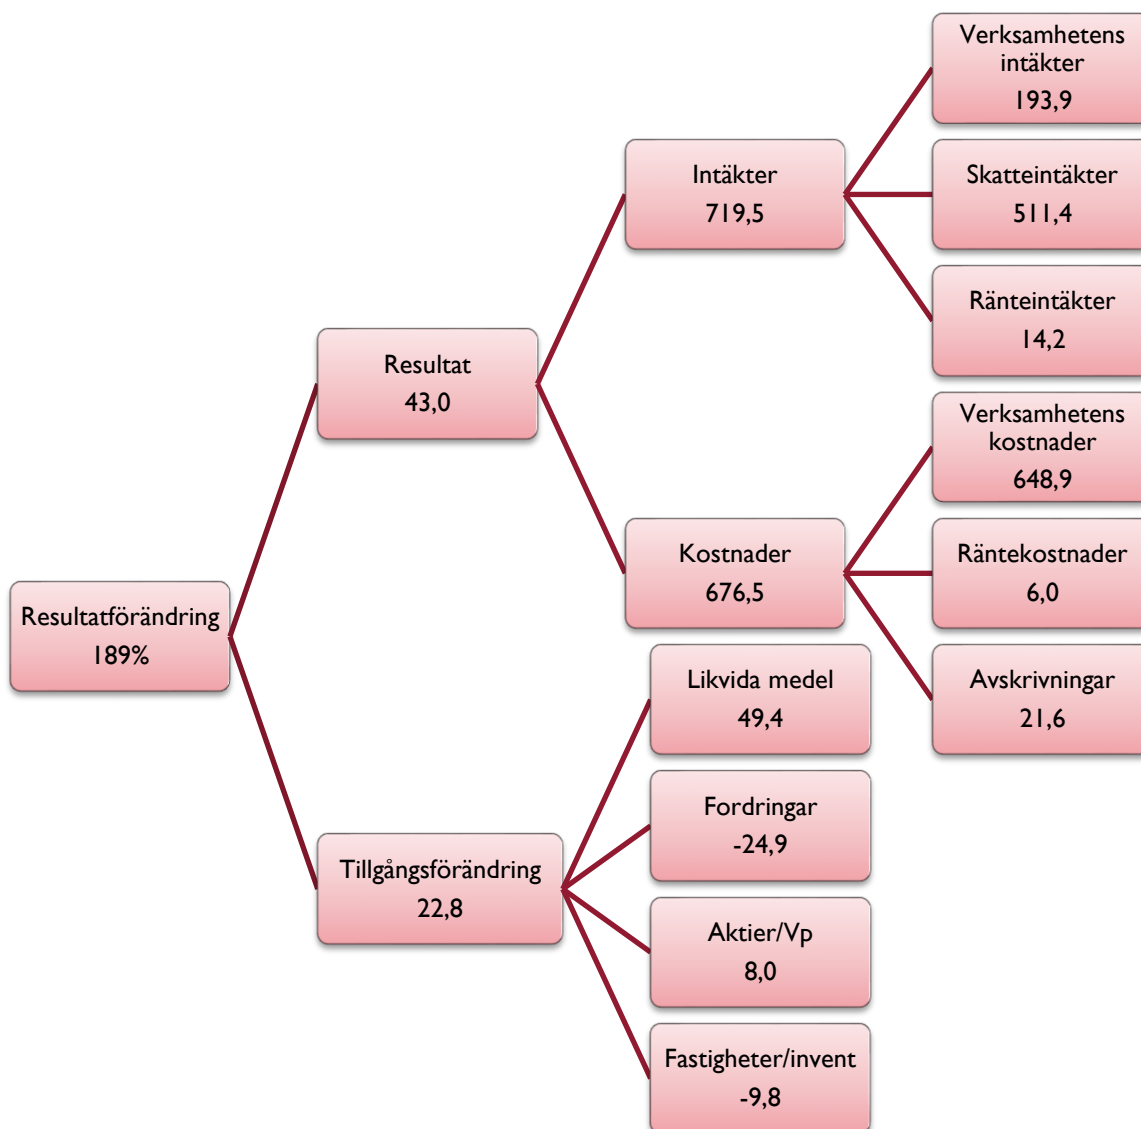 Verksamhetens
intäkter
193,9
Intäkter
719,5
Skatteintäkter
511,4
Ränteintäkter
14,2
Resultat
43,0
Verksamhetens
kostnader
648,9
Kostnader
676,5
Räntekostnader
6,0
Resultatförändring
189%
Likvida medel
49,4
Avskrivningar
21,6
Fordringar
-24,9
Tillgångsförändring
22,8
Aktier/Vp
8,0
Fastigheter/invent
-9,8